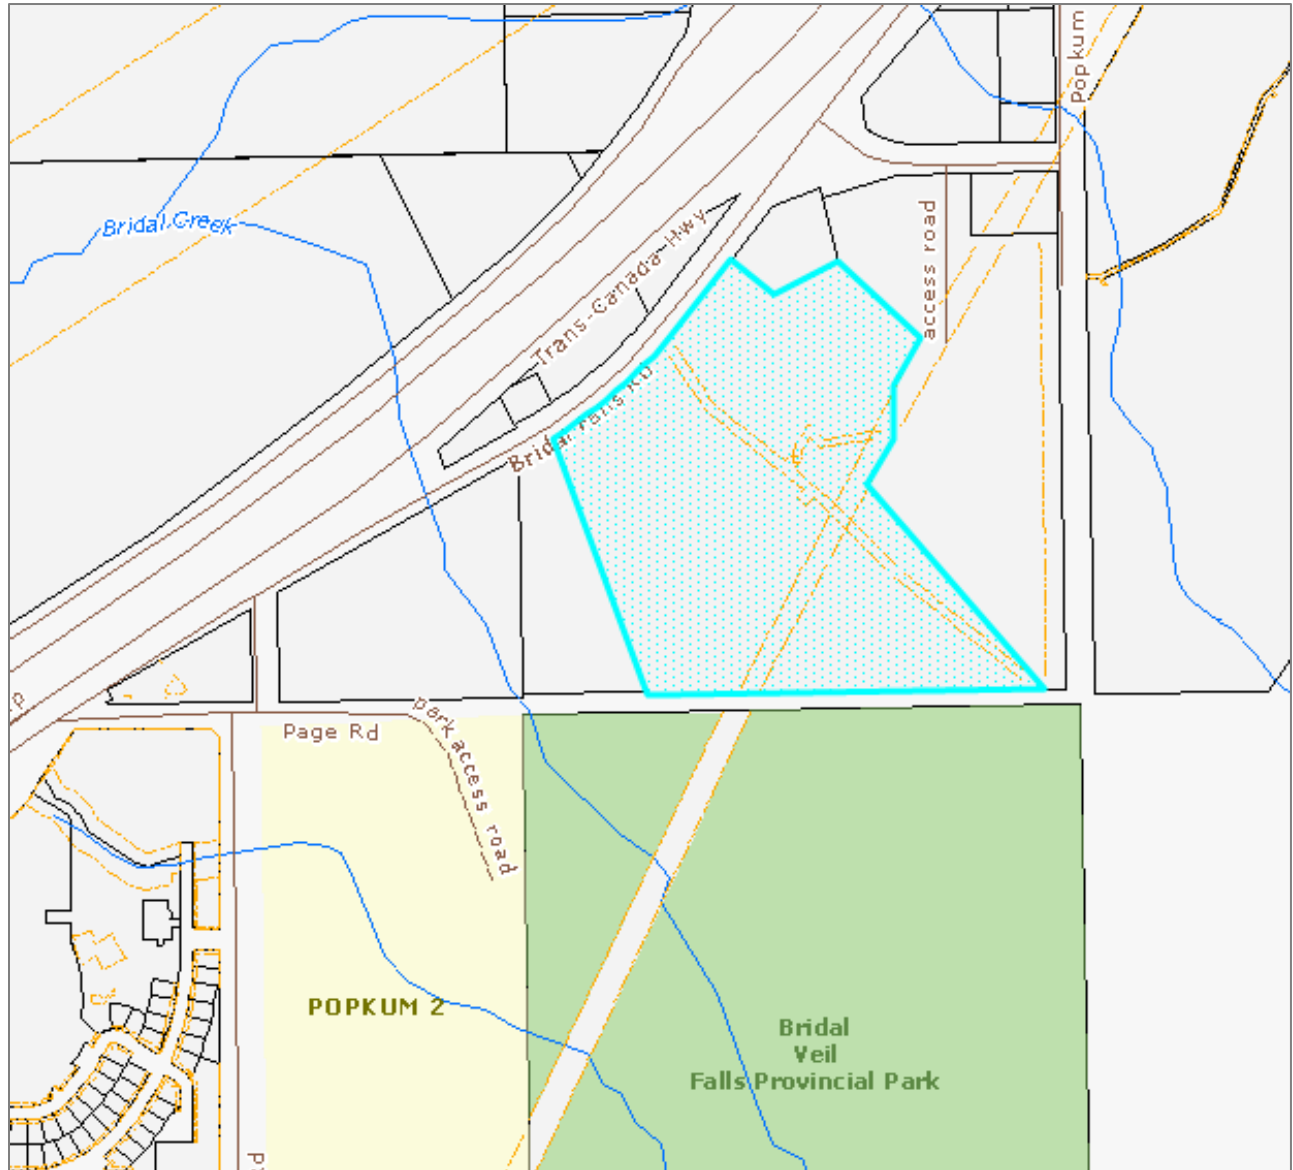 Popkum
Bridal Creek
Trans-Canada Hwy
access road
Bridal Falls Rd
Page Rd
park access road
POPKUM 2
Bridal
Veil
Falls Provincial Park